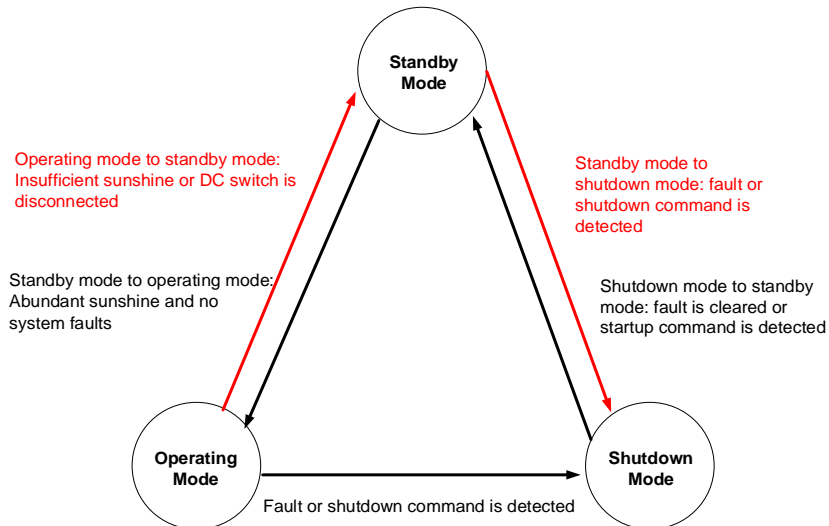 Standby
Mode
Operating mode to standby mode:
Insufficient sunshine or DC switch is
disconnected
Standby mode to
shutdown mode: fault or
shutdown command is
detected
Standby mode to operating mode:
Abundant sunshine and no
system faults
Shutdown mode to standby
mode: fault is cleared or
startup command is detected
Operating
Mode
Shutdown
Mode
Fault or shutdown command is detected